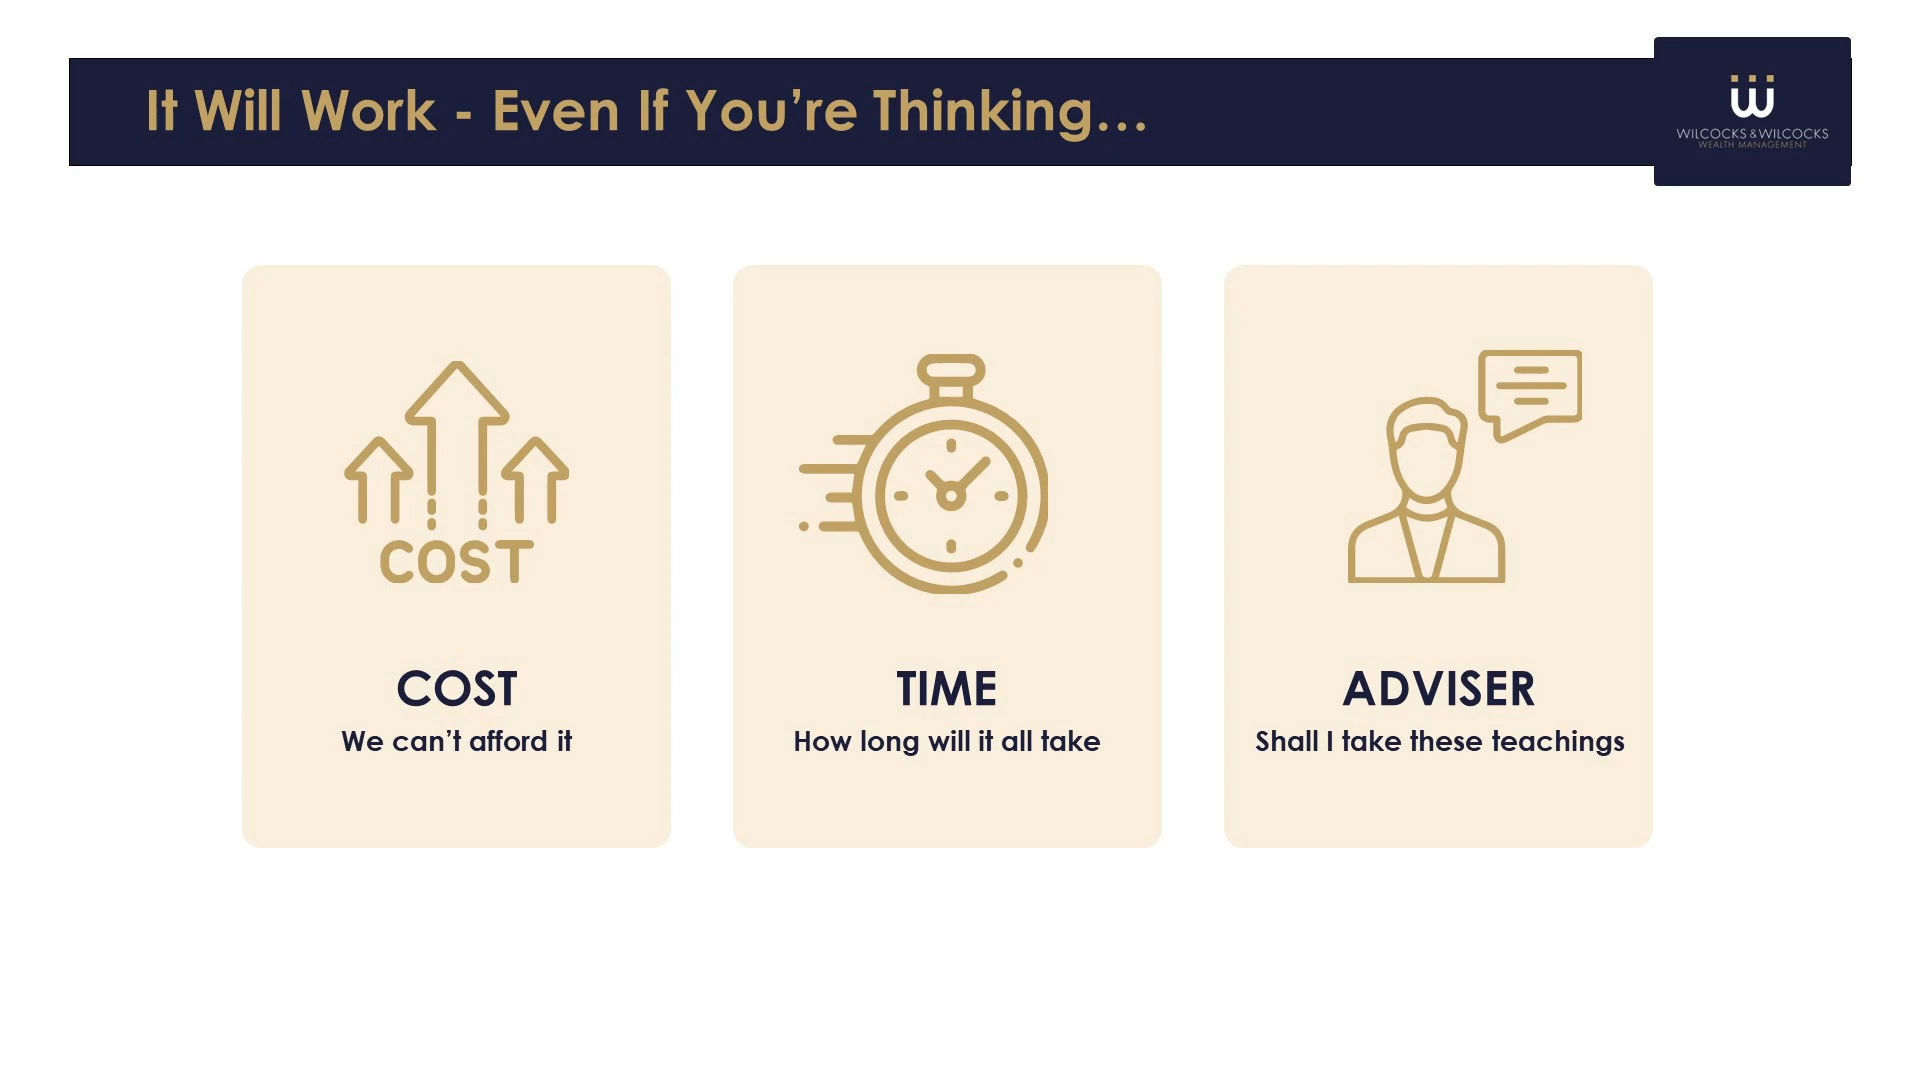 It Will Work - Even If You’re Thinking…
WILCOCKS & WILCOCKS
WEALTH MANAGEMENT
COST
COST
We can’t afford it
TIME
How long will it all take
ADVISER
Shall I take these teachings